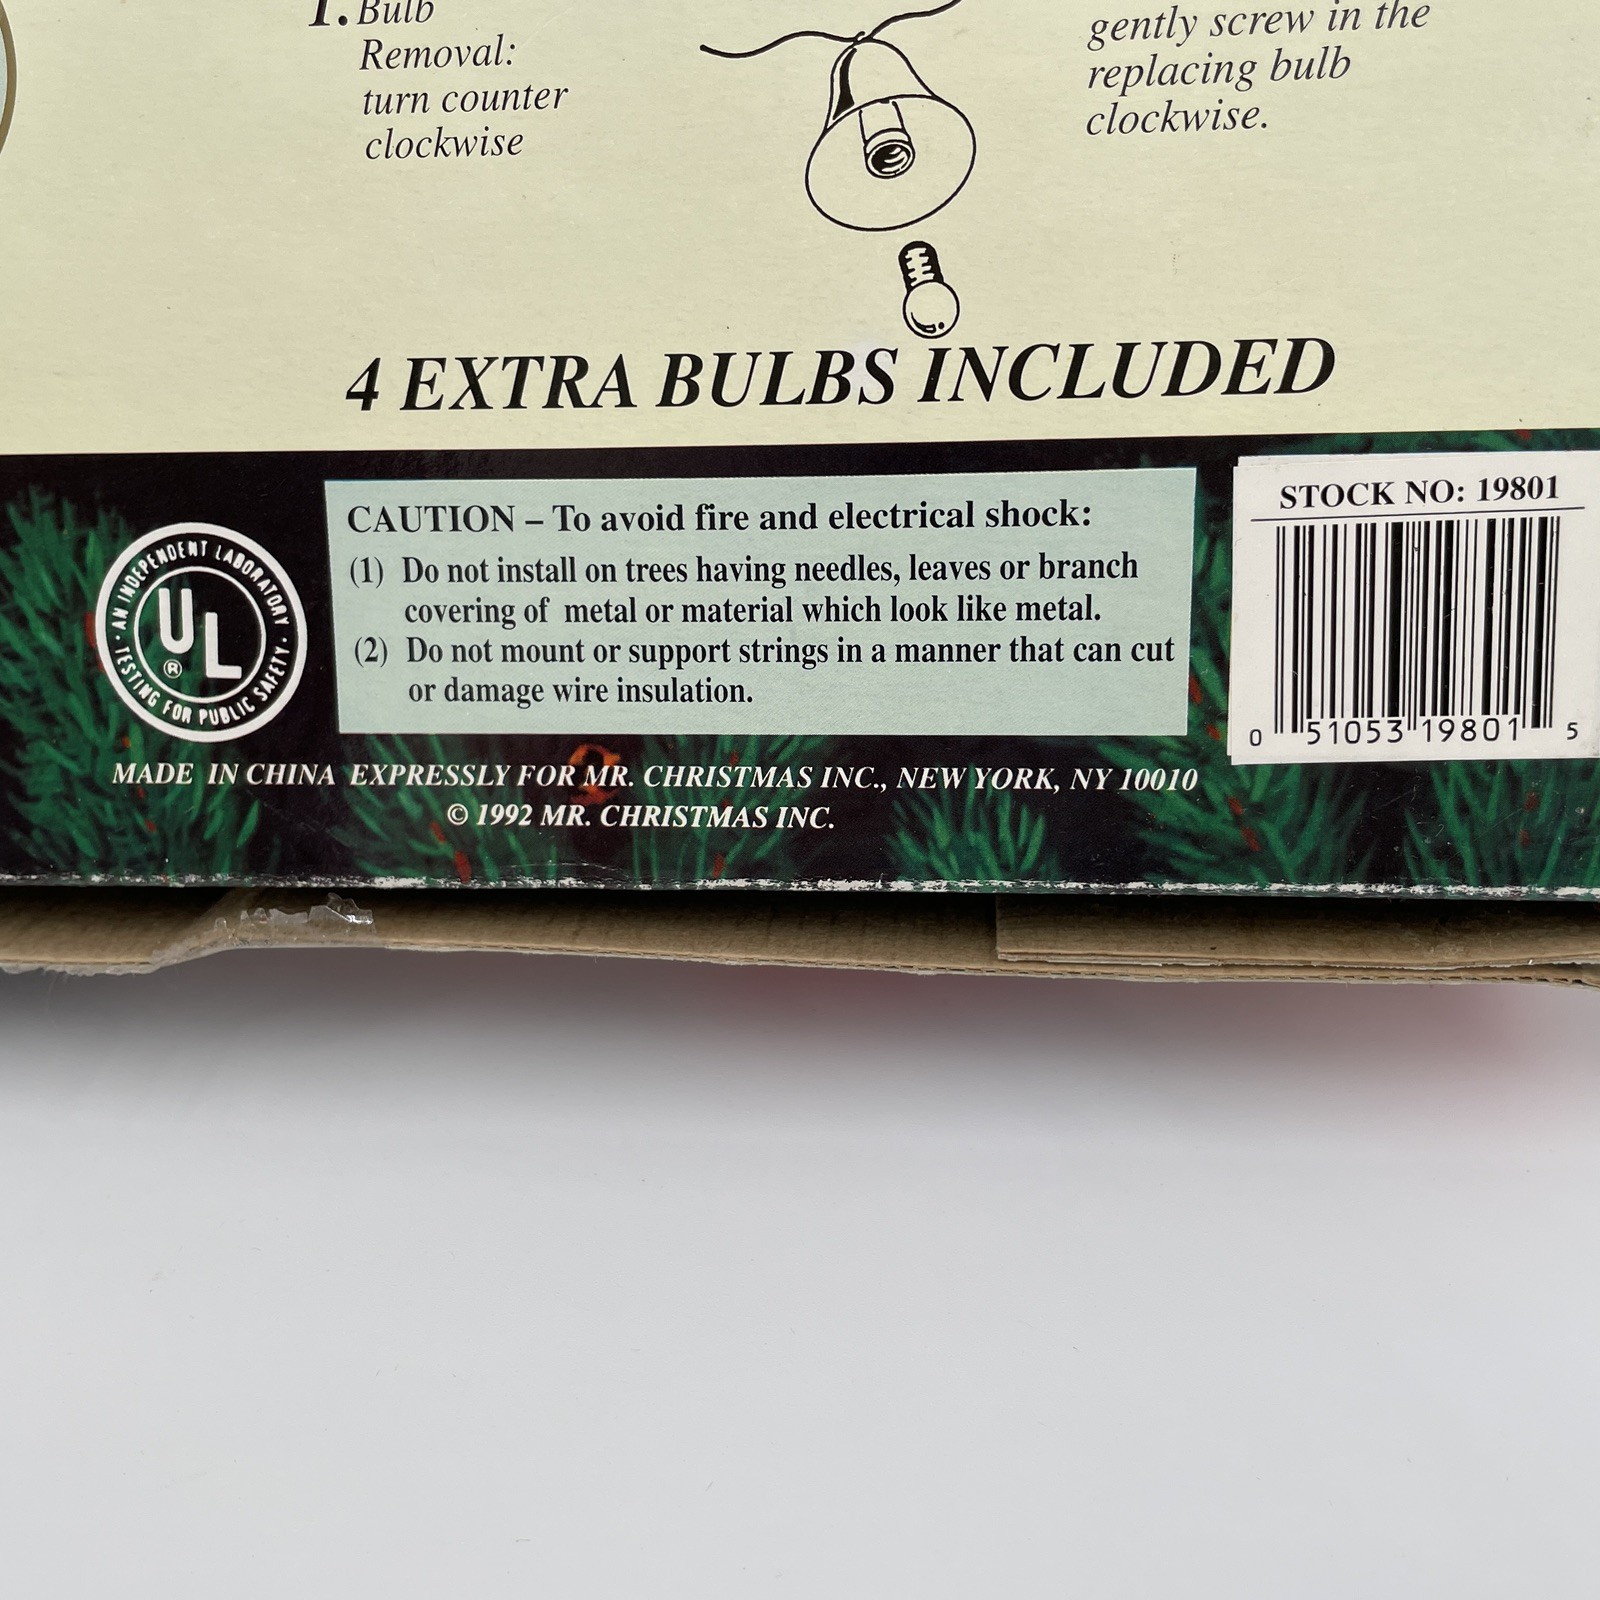 1. Bulb
Removal:
turn counter
clockwise
gently screw in the
replacing bulb
clockwise.
4 EXTRA BULBS INCLUDED
· AN INDEPENDENT LABORATORY ·
TESTING FOR PUBLIC SAFETY
UL
®
CAUTION – To avoid fire and electrical shock:
(1) Do not install on trees having needles, leaves or branch
covering of metal or material which look like metal.
(2) Do not mount or support strings in a manner that can cut
or damage wire insulation.
STOCK NO: 19801
0 51053 19801 5
MADE IN CHINA EXPRESSLY FOR MR. CHRISTMAS INC., NEW YORK, NY 10010
© 1992 MR. CHRISTMAS INC.